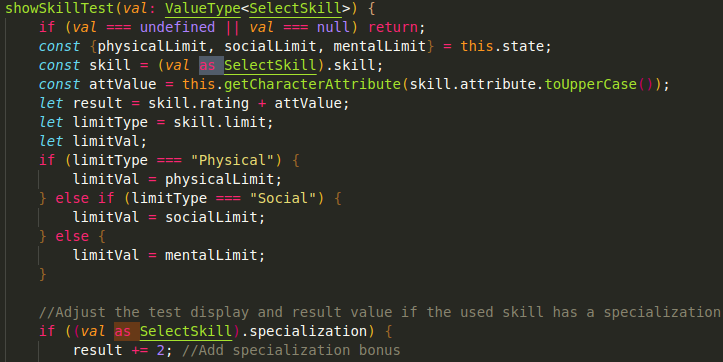 showSkillTest(val: ValueType<SelectSkill>) {
if (val === undefined || val === null) return;
const {physicalLimit, socialLimit, mentalLimit} = this.state;
const skill = (val as SelectSkill).skill;
const attValue = this.getCharacterAttribute(skill.attribute.toUpperCase());
let result = skill.rating + attValue;
let limitType = skill.limit;
let limitVal;
if (limitType === "Physical") {
limitVal = physicalLimit;
} else if (limitType === "Social") {
limitVal = socialLimit;
} else {
limitVal = mentalLimit;
}
//Adjust the test display and result value if the used skill has a specialization
if ((val as SelectSkill).specialization) {
result += 2; //Add specialization bonus